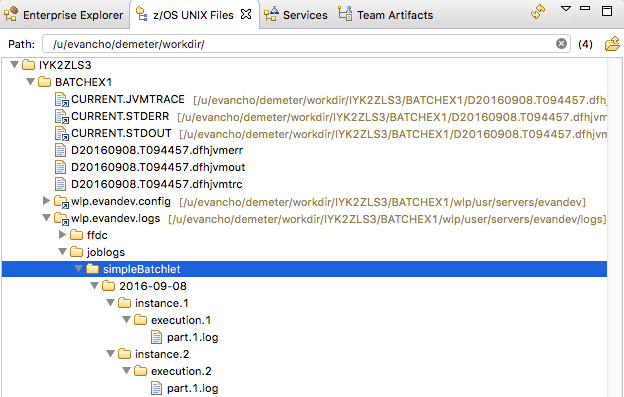 Enterprise Explorer z/OS UNIX Files Services Team Artifacts
Path: /u/evancho/demeter/workdir/ (4)
IYK2ZLS3
BATCHEX1
CURRENT.JVMTRACE [/u/evancho/demeter/workdir/IYK2ZLS3/BATCHEX1/D20160908.T094457.dfhjvm
CURRENT.STDERR [/u/evancho/demeter/workdir/IYK2ZLS3/BATCHEX1/D20160908.T094457.dfhjvm
CURRENT.STDOUT [/u/evancho/demeter/workdir/IYK2ZLS3/BATCHEX1/D20160908.T094457.dfhjvm
D20160908.T094457.dfhjvmerr
D20160908.T094457.dfhjvmout
D20160908.T094457.dfhjvmtrc
wlp.evandev.config [/u/evancho/demeter/workdir/IYK2ZLS3/BATCHEX1/wlp/usr/servers/evandev]
wlp.evandev.logs [/u/evancho/demeter/workdir/IYK2ZLS3/BATCHEX1/wlp/user/servers/evandev/logs]
ffdc
joblogs
simpleBatchlet
2016-09-08
instance.1
execution.1
part.1.log
instance.2
execution.2
part.1.log